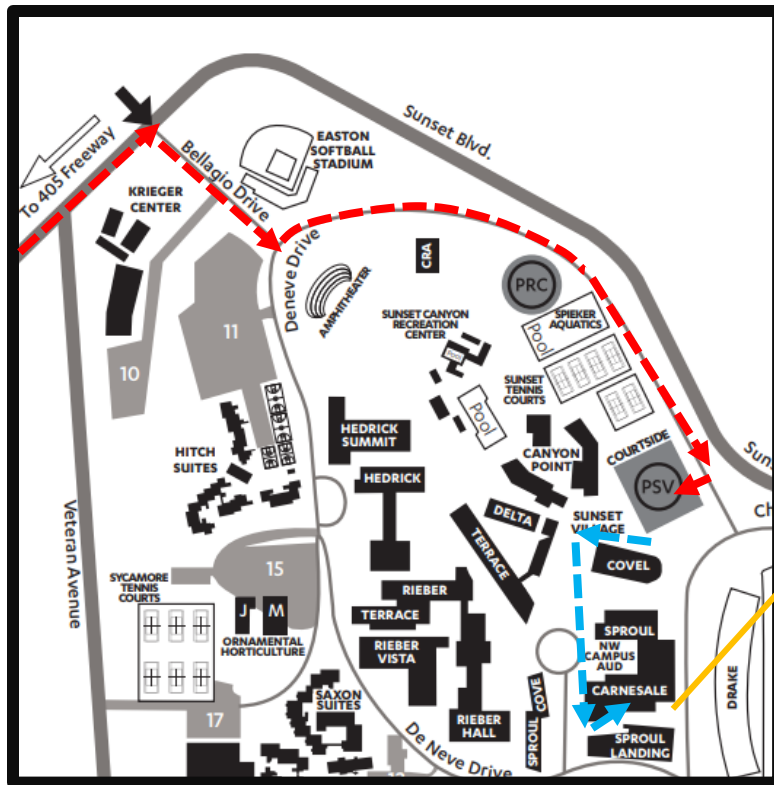 Sunset Blvd.
To 405 Freeway
Bellagio Drive
EASTON
SOFTBALL
STADIUM
KRIEGER
CENTER
Deneve Drive
CRA
AMPHITHEATER
PRC
SUNSET CANYON
RECREATION
CENTER
Pool
SPIEKER
AQUATICS
Pool
11
10
SUNSET
TENNIS
COURTS
Pool
HEDRICK
SUMMIT
HITCH
SUITES
CANYON
POINT
COURTSIDE
Suns
HEDRICK
PSV
Ch
DELTA
SUNSET
VILLAGE
Veteran Avenue
TERRACE
COVEL
15
SYCAMORE
TENNIS
COURTS
J
M
ORNAMENTAL
HORTICULTURE
RIEBER
TERRACE
RIEBER
VISTA
SPROUL
NW
CAMPUS
AUD
CARNESALE
DRAKE
SAXON
SUITES
17
RIEBER
HALL
SPROUL
COVE
SPROUL
LANDING
De Neve Drive